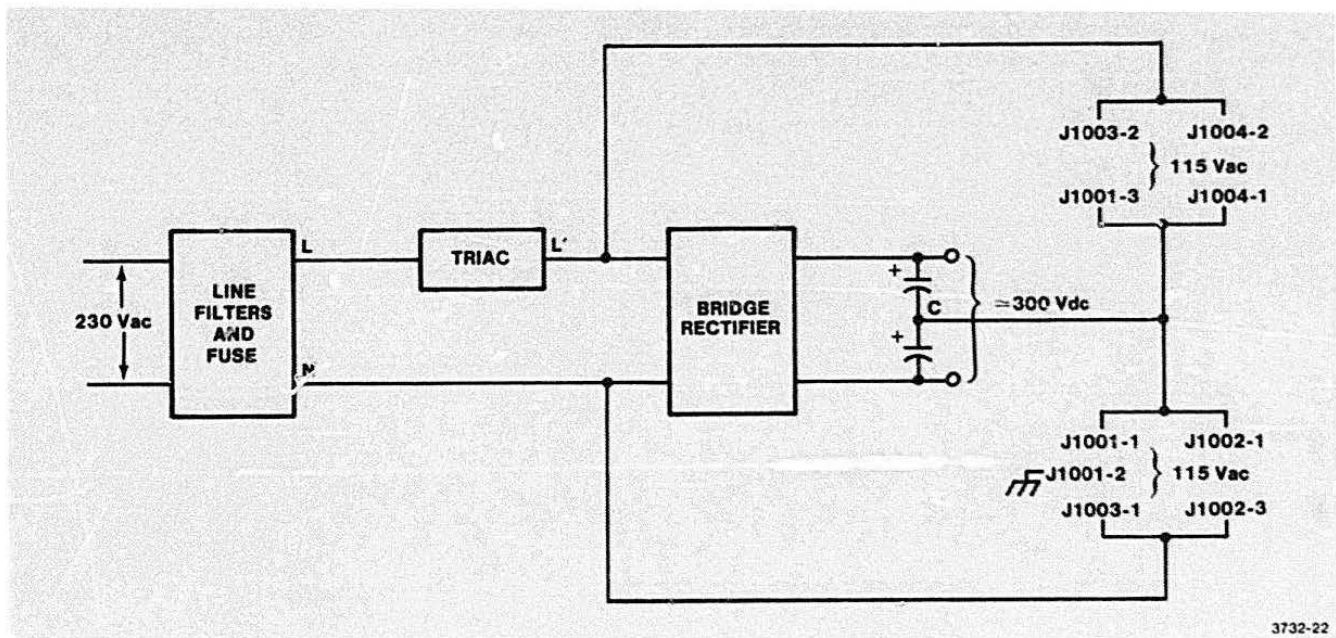 J1003-2 J1004-2
} 115 Vac
J1001-3 J1004-1
L
TRIAC
L'
230 Vac
LINE
FILTERS
AND
FUSE
N
BRIDGE
RECTIFIER
+
C
+
} ≈300 Vdc
J1001-1 J1002-1
J1001-2 } 115 Vac
J1003-1 J1002-3
3732-22